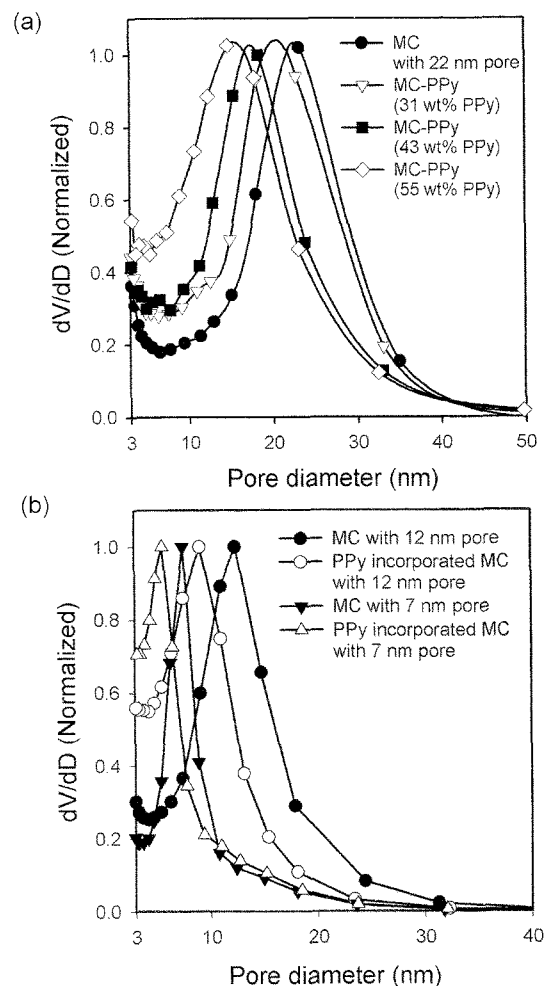 (a)
dV/dD (Normalized)
1.0
0.8
0.6
0.4
0.2
0.0
MC
with 22 nm pore
MC-PPy
(31 wt% PPy)
MC-PPy
(43 wt% PPy)
MC-PPy
(55 wt% PPy)
3 10 20 30 40 50
Pore diameter (nm)
(b)
dV/dD (Normalized)
1.0
0.8
0.6
0.4
0.2
0.0
MC with 12 nm pore
PPy incorporated MC
with 12 nm pore
MC with 7 nm pore
PPy incorporated MC
with 7 nm pore
3 10 20 30 40
Pore diameter (nm)